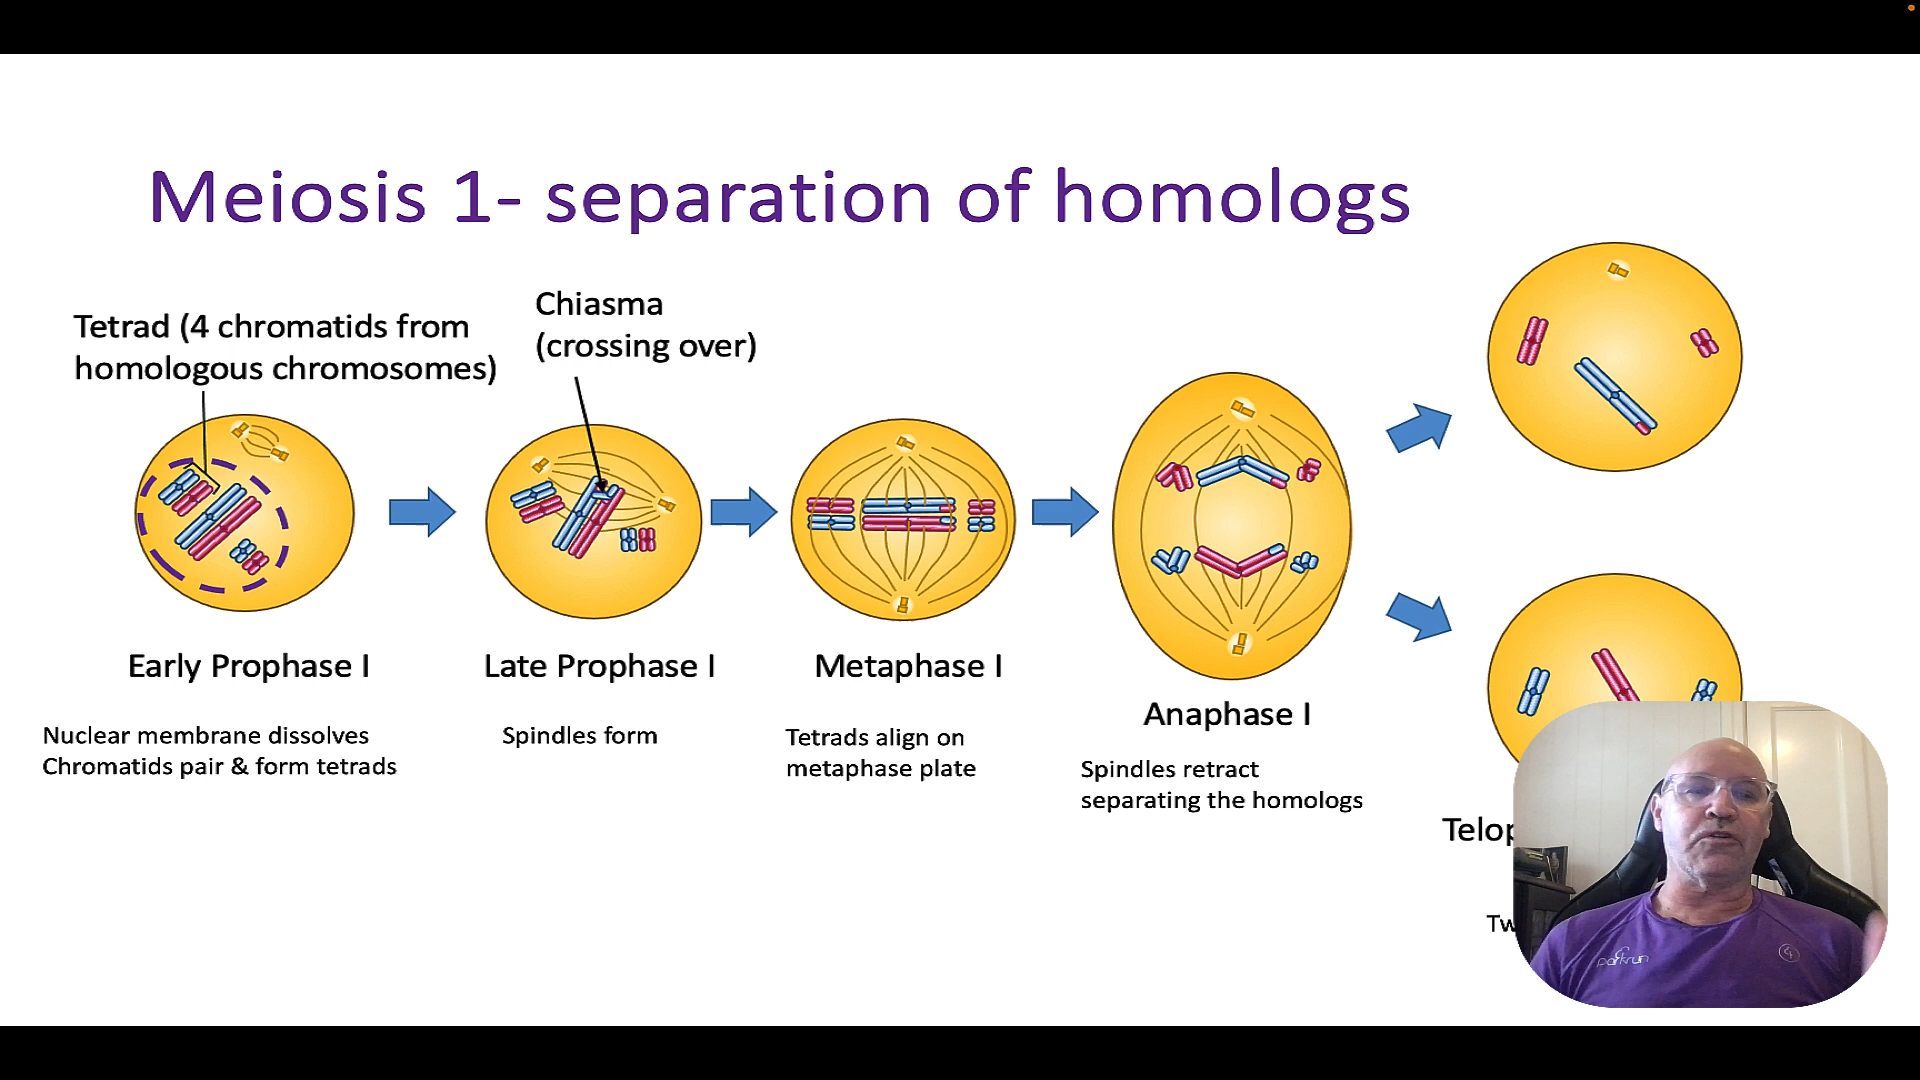 Meiosis 1- separation of homologs
Tetrad (4 chromatids from
homologous chromosomes)
Chiasma
(crossing over)
Early Prophase I
Late Prophase I
Metaphase I
Anaphase I
Nuclear membrane dissolves
Chromatids pair & form tetrads
Spindles form
Tetrads align on
metaphase plate
Spindles retract
separating the homologs
parkrun